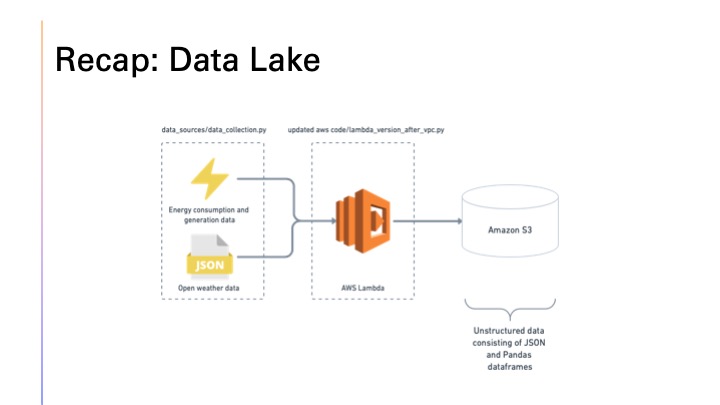 Recap: Data Lake
data_sources/data_collection.py
updated aws code/lambda_version_after_vpc.py
Energy consumption and
generation data
JSON
Open weather data
AWS Lambda
Amazon S3
Unstructured data
consisting of JSON
and Pandas
dataframes